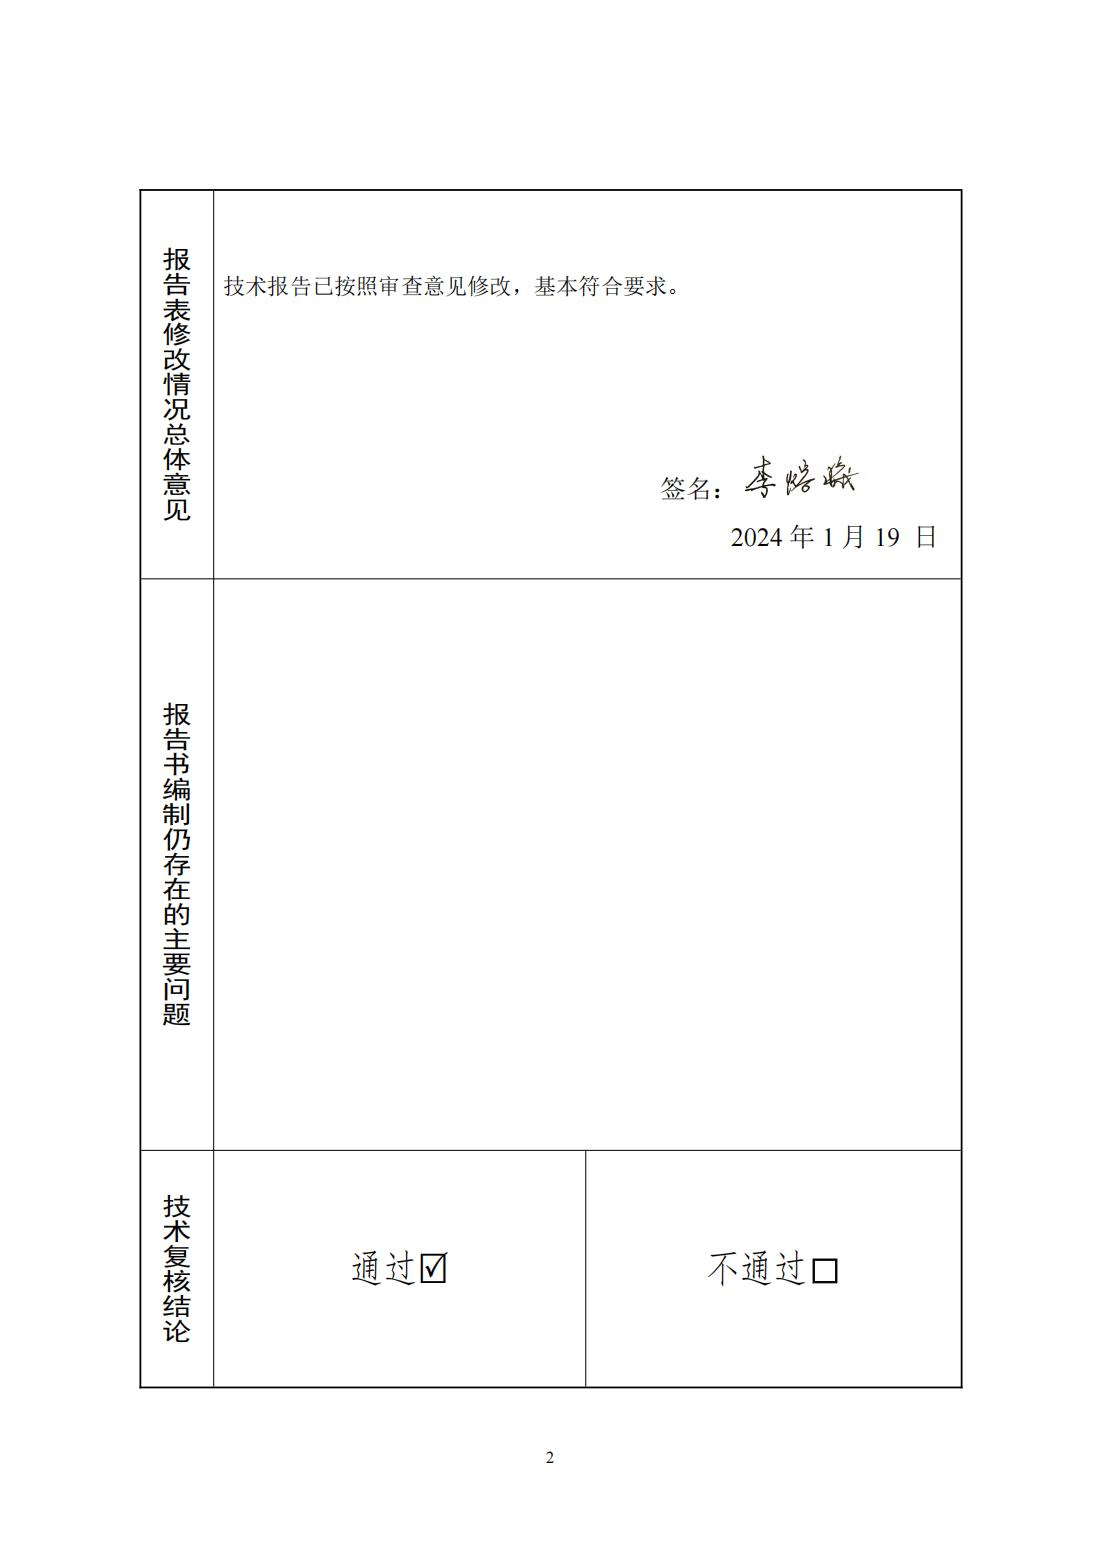 报告表修改情况总体意见
技术报告已按照审查意见修改，基本符合要求。
签名：李
2024 年 1 月 19 日
报告书编制仍存在的主要问题
技术复核结论
通过☑
不通过□
2